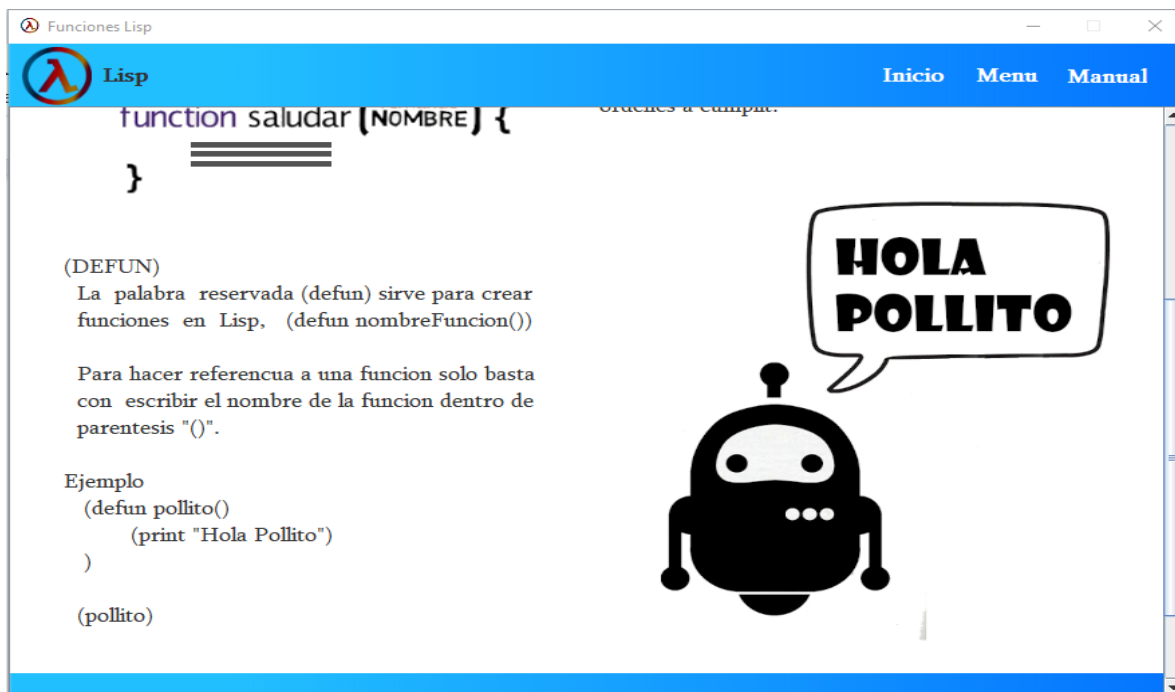 Funciones Lisp
Lisp
Inicio Menu Manual
function saludar (NOMBRE) {
}
ordenes a cumplir.
(DEFUN)
La palabra reservada (defun) sirve para crear
funciones en Lisp, (defun nombreFuncion())
Para hacer referencua a una funcion solo basta
con escribir el nombre de la funcion dentro de
parentesis "()".
Ejemplo
(defun pollito()
(print "Hola Pollito")
)
(pollito)
HOLA
POLLITO